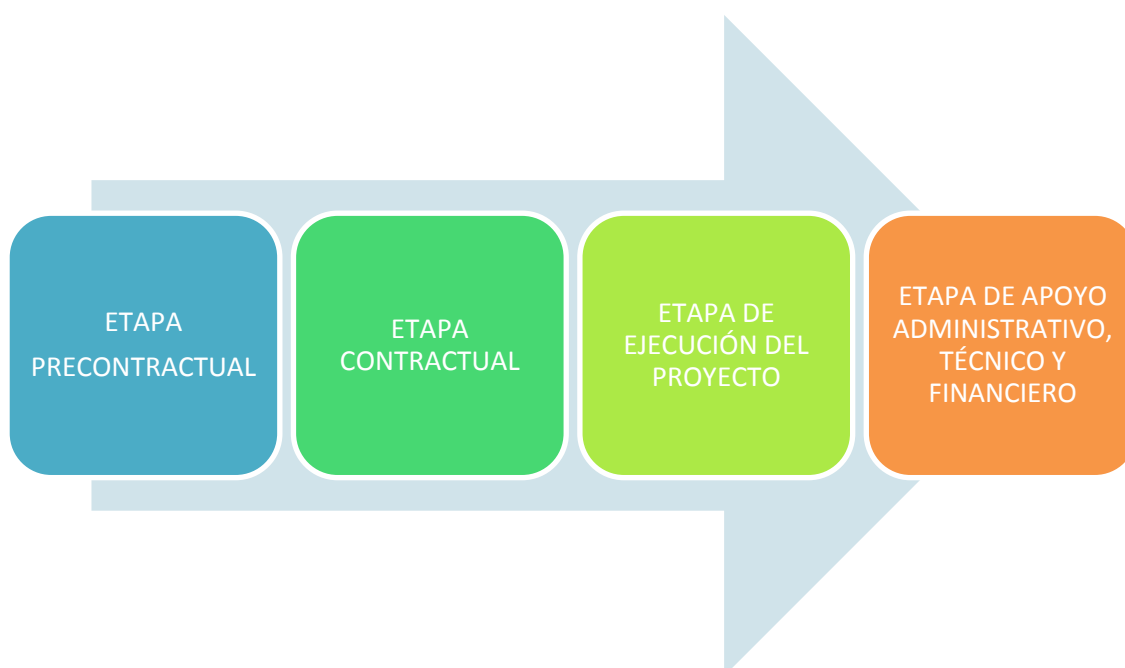 ETAPA
PRECONTRACTUAL
ETAPA
CONTRACTUAL
ETAPA DE
EJECUCIÓN DEL
PROYECTO
ETAPA DE APOYO
ADMINISTRATIVO,
TÉCNICO Y
FINANCIERO